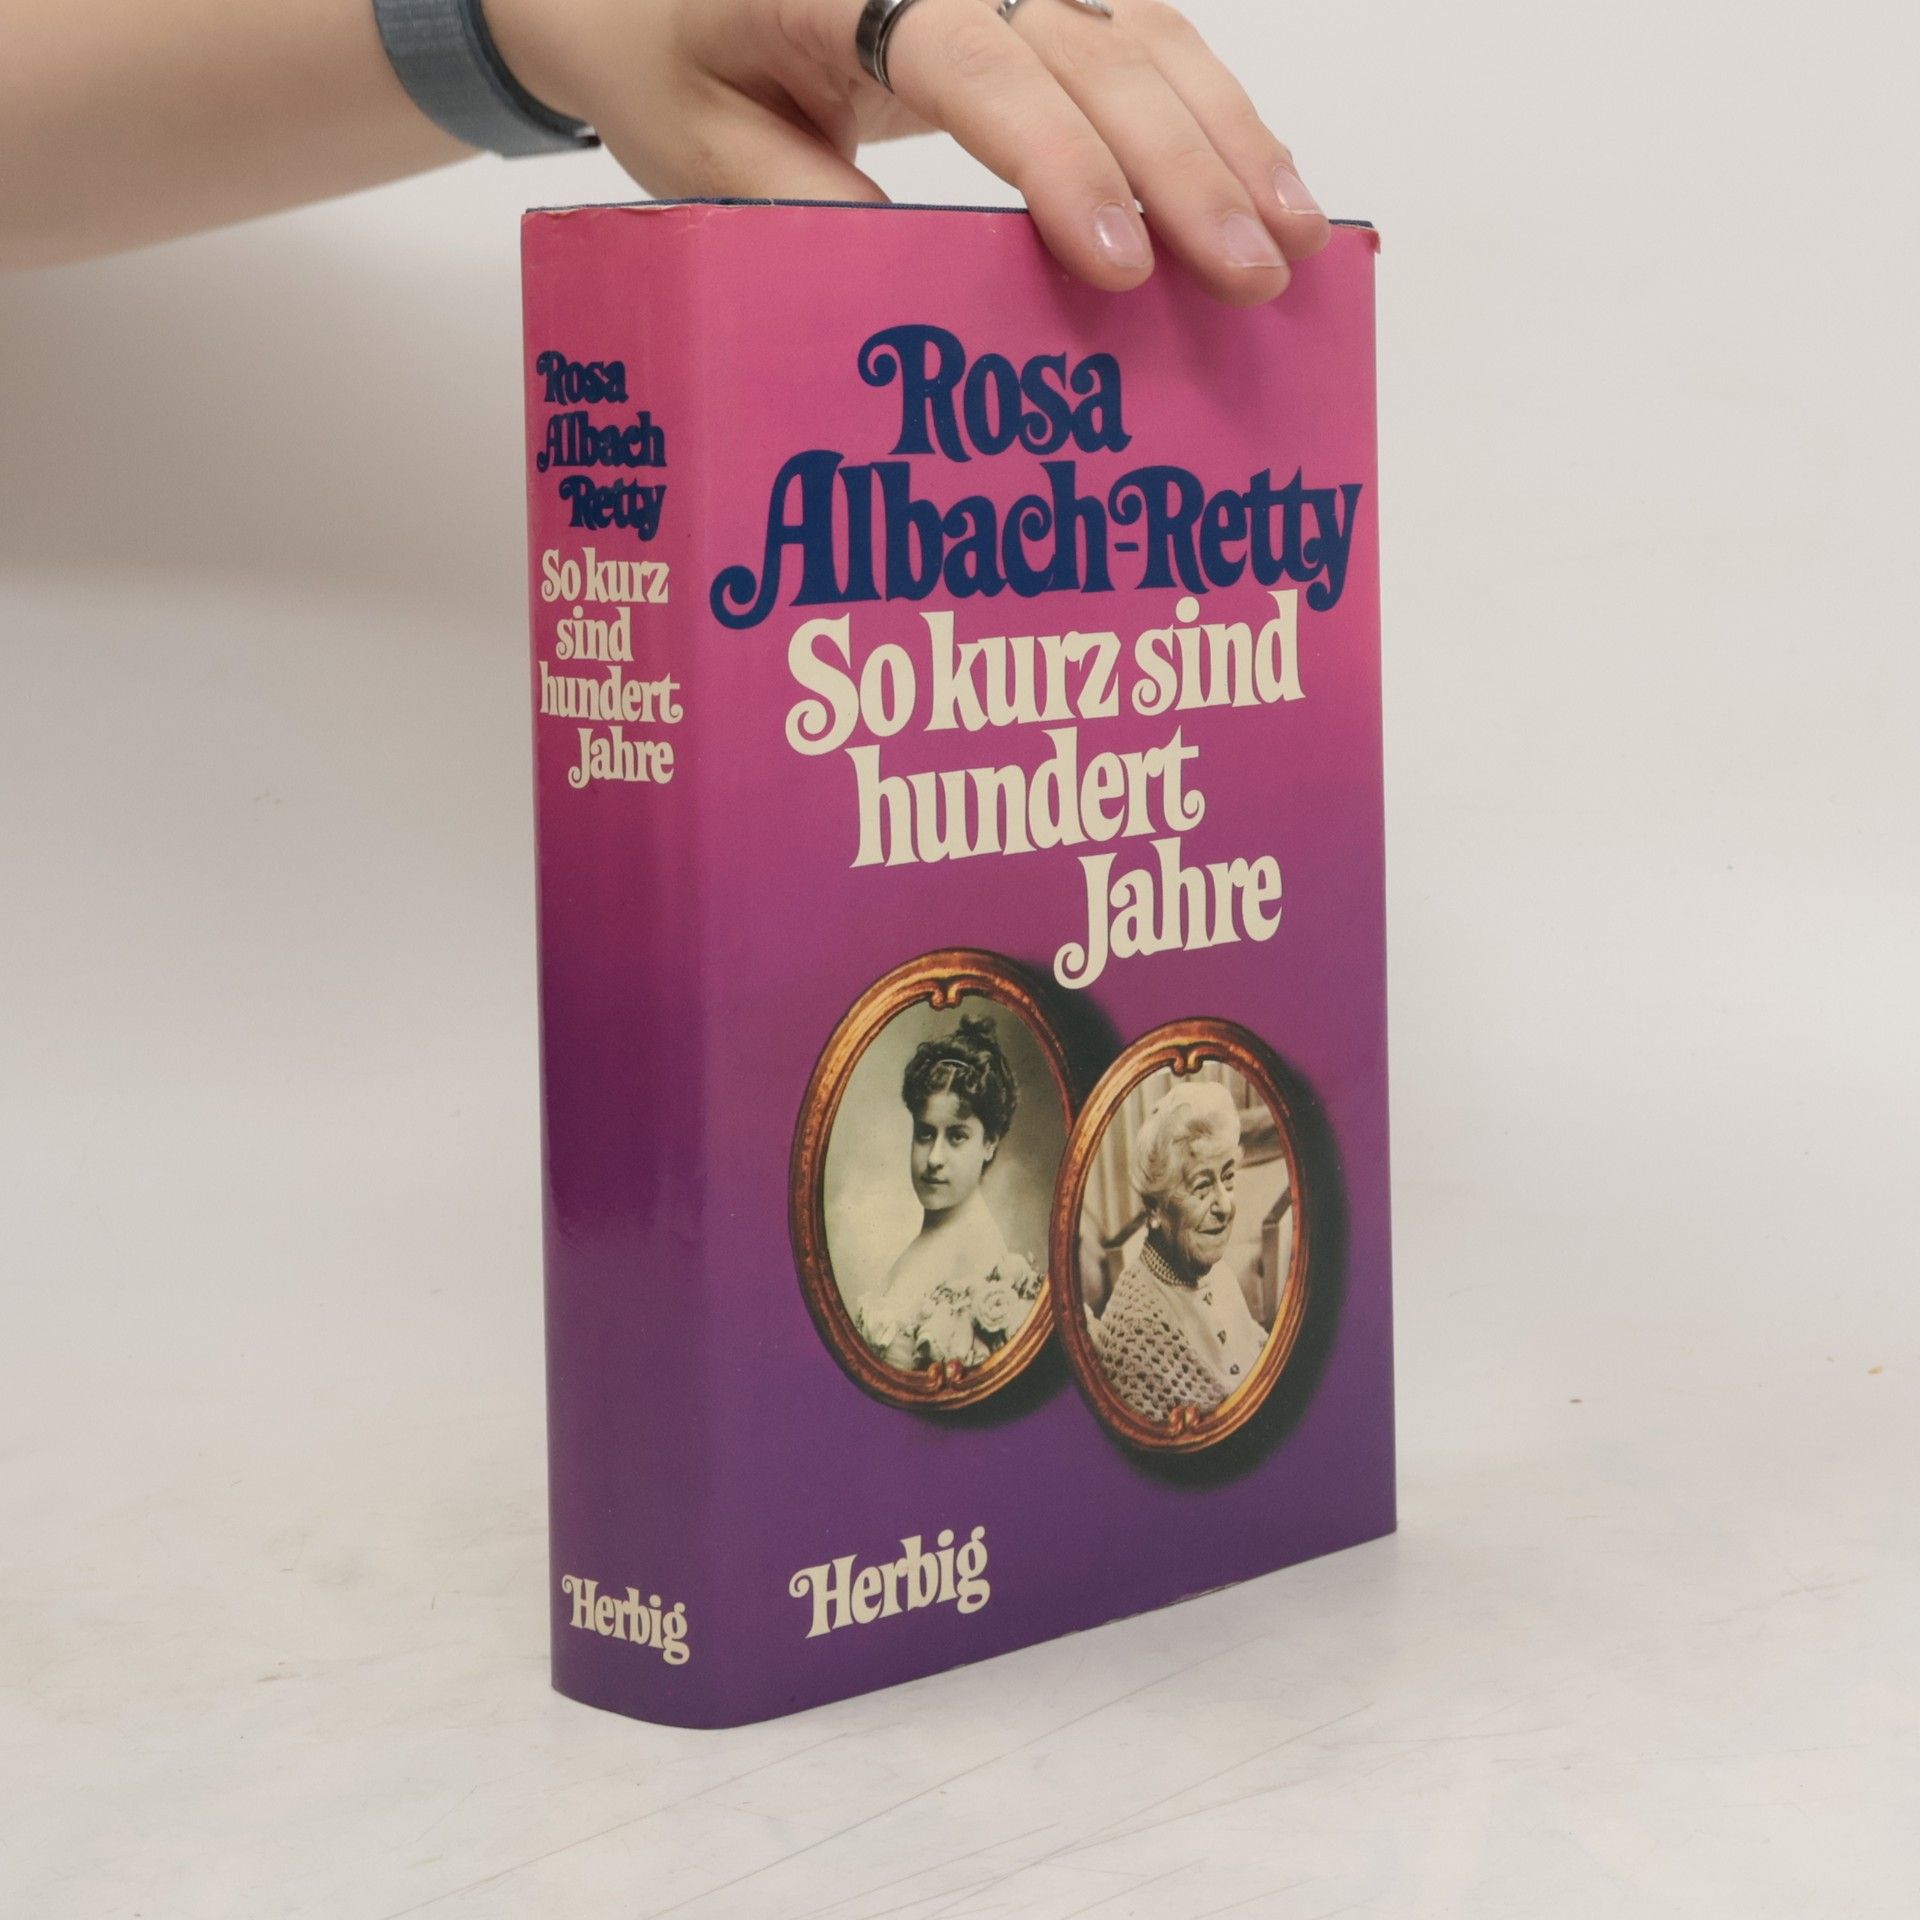 Rosa
Albach
Retty
So kurz
sind
hundert
Jahre
Herbig
Rosa
Albach-Retty
So kurz sind
hundert
Jahre
Herbig